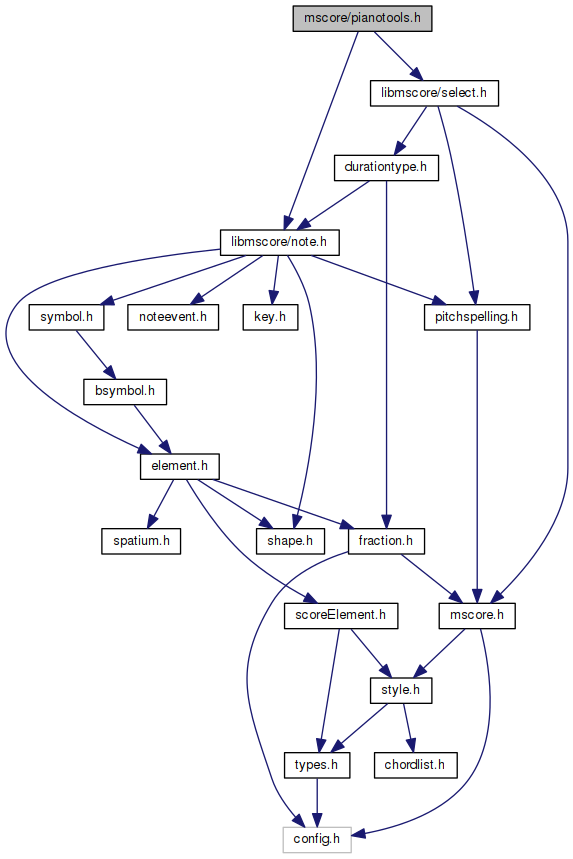 mscore/pianotools.h
libmscore/select.h
durationtype.h
libmscore/note.h
symbol.h
noteevent.h
key.h
pitchspelling.h
bsymbol.h
element.h
spatium.h
shape.h
fraction.h
scoreElement.h
mscore.h
style.h
types.h
chordlist.h
config.h